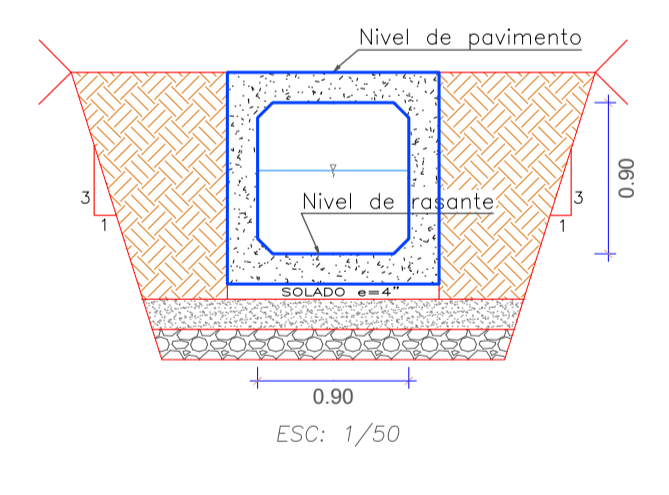 Nivel de pavimento
0.90
3
1
3
1
Nivel de rasante
SOLADO e=4"
0.90
ESC: 1/50